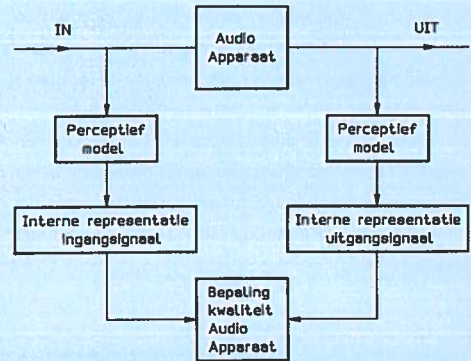 IN
Audio
Apparaat
UIT
Perceptief
model
Perceptief
model
Interne representatie
ingangsignaal
Interne representatie
uitgangsignaal
Bepaling
kwaliteit
Audio
Apparaat